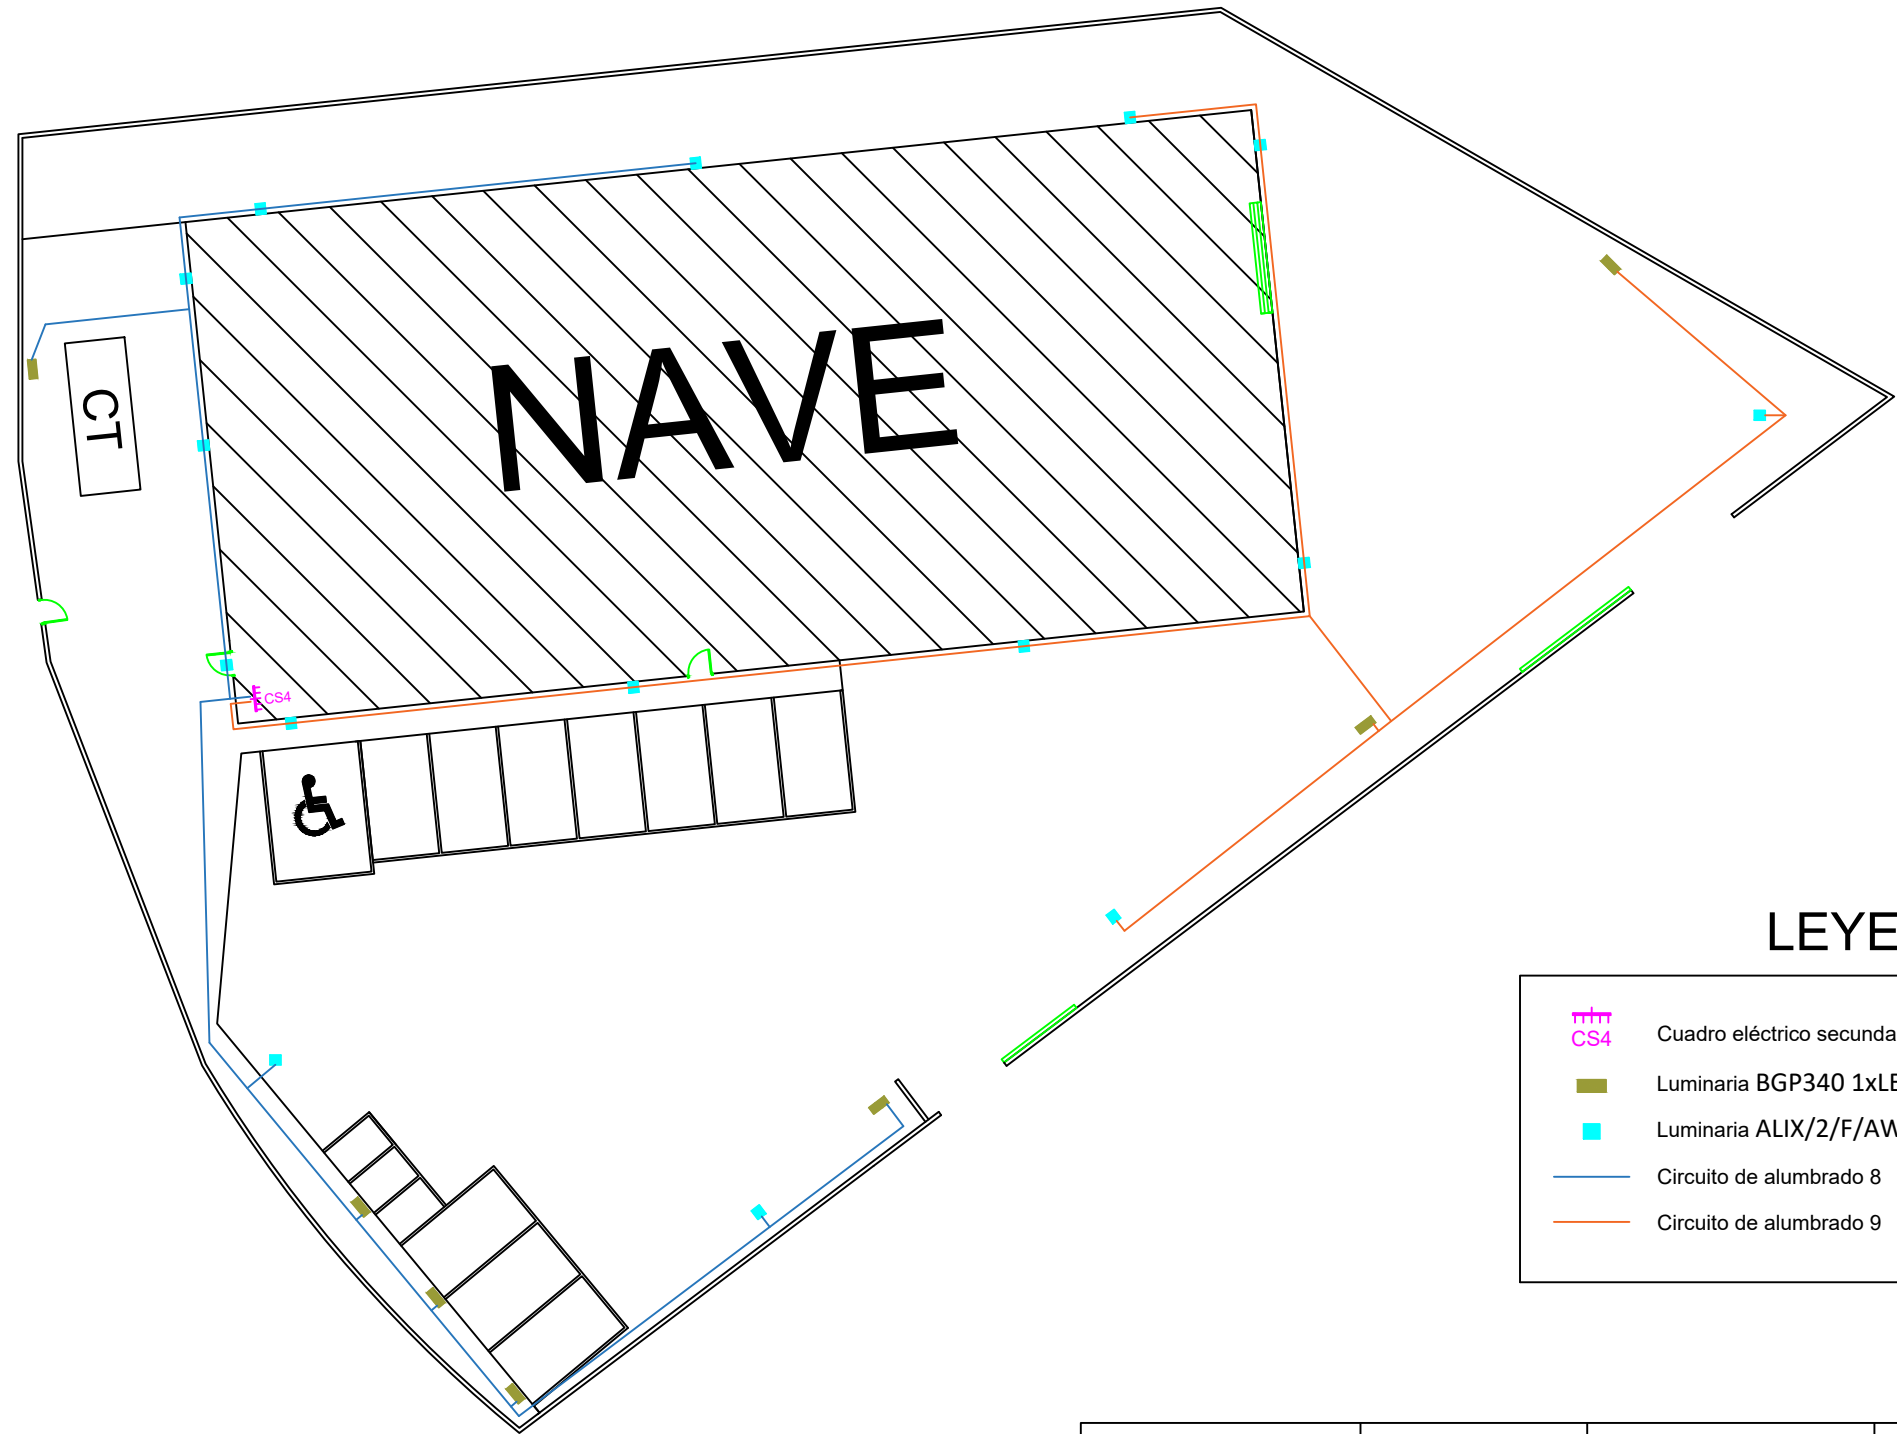 NAVE
CT
CS4
LEYE
CS4
Cuadro eléctrico secunda
Luminaria BGP340 1xLE
Luminaria ALIX/2/F/AW
Circuito de alumbrado 8
Circuito de alumbrado 9